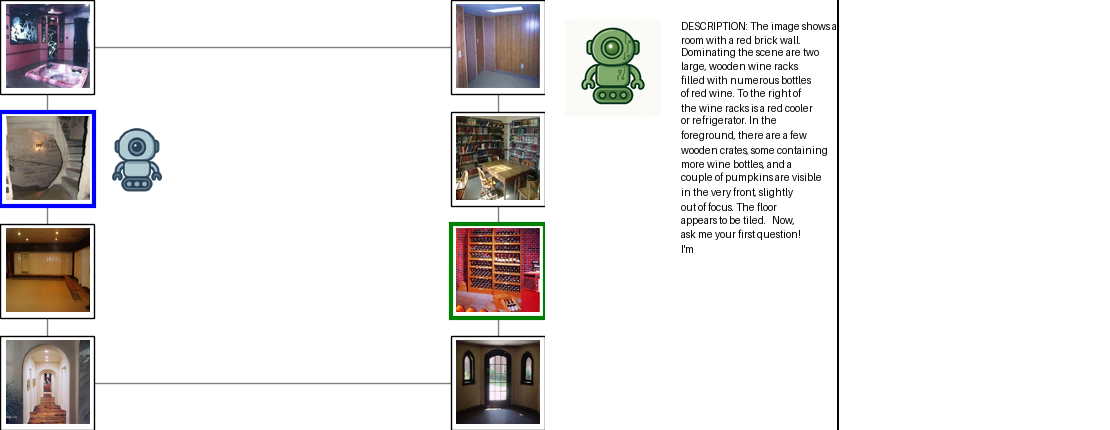 DESCRIPTION: The image shows a
room with a red brick wall.
Dominating the scene are two
large, wooden wine racks
filled with numerous bottles
of red wine. To the right of
the wine racks is a red cooler
or refrigerator. In the
foreground, there are a few
wooden crates, some containing
more wine bottles, and a
couple of pumpkins are visible
in the very front, slightly
out of focus. The floor
appears to be tiled.   Now,
ask me your first question!
I'm